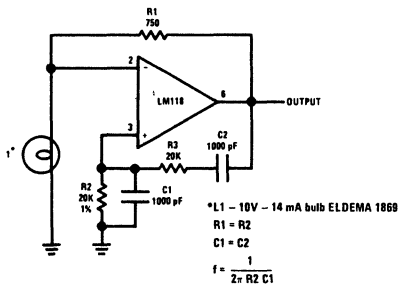 R1
750
2
−
LM118
6
OUTPUT
3
+
1*
R3
20K
C2
1000 pF
R2
20K
1%
C1
1000 pF
*L1 – 10V – 14 mA bulb ELDEMA 1869
R1 = R2
C1 = C2
f = 1
2π R2 C1